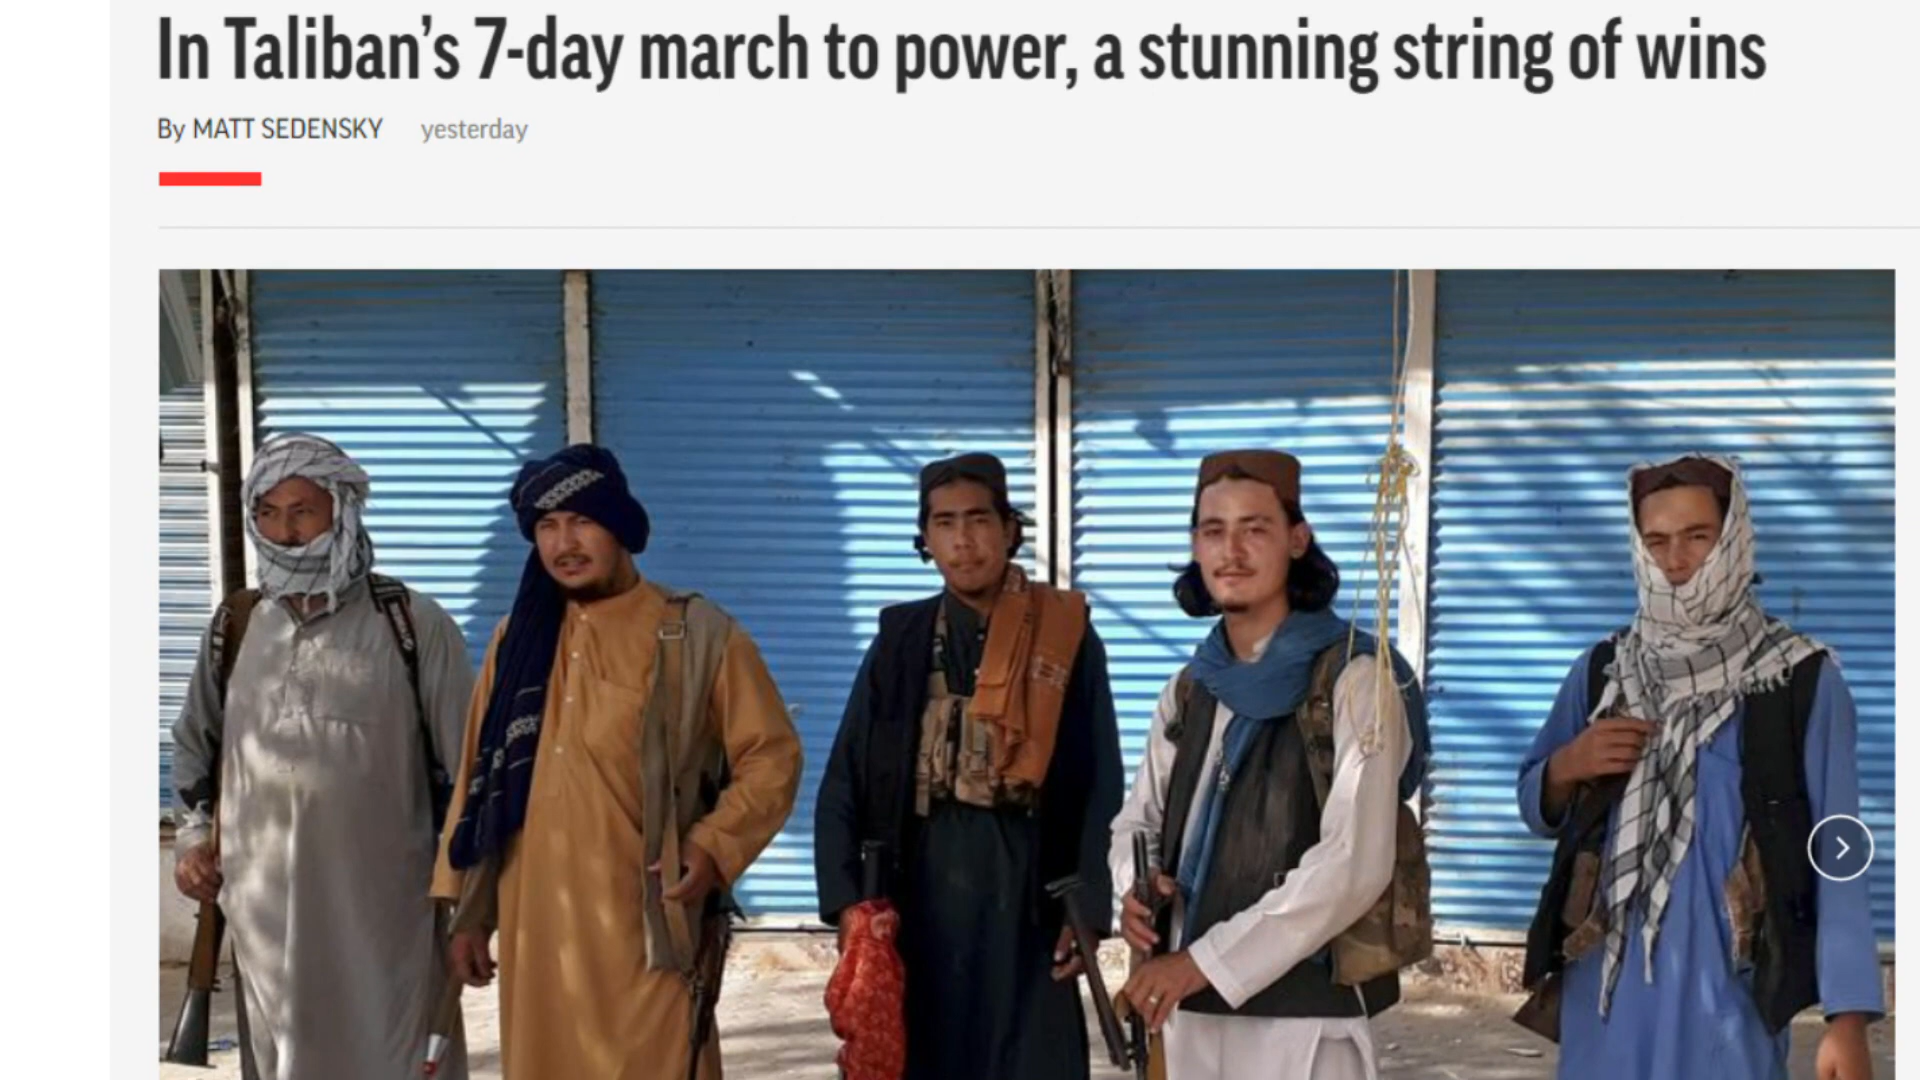 In Taliban’s 7-day march to power, a stunning string of wins
By MATT SEDENSKY yesterday